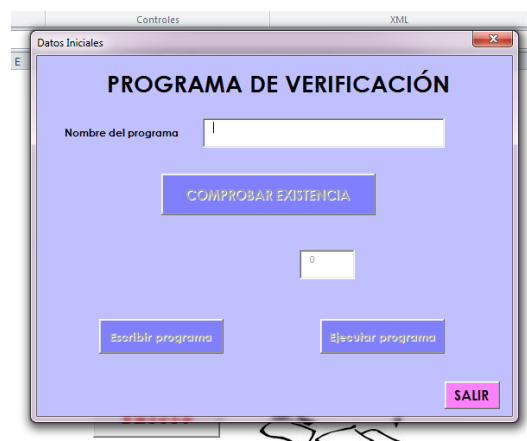 Controles XML
Datos Iniciales
E
PROGRAMA DE VERIFICACIÓN
Nombre del programa
COMPROBAR EXISTENCIA
0
Escribir programa Ejecutar programa
SALIR